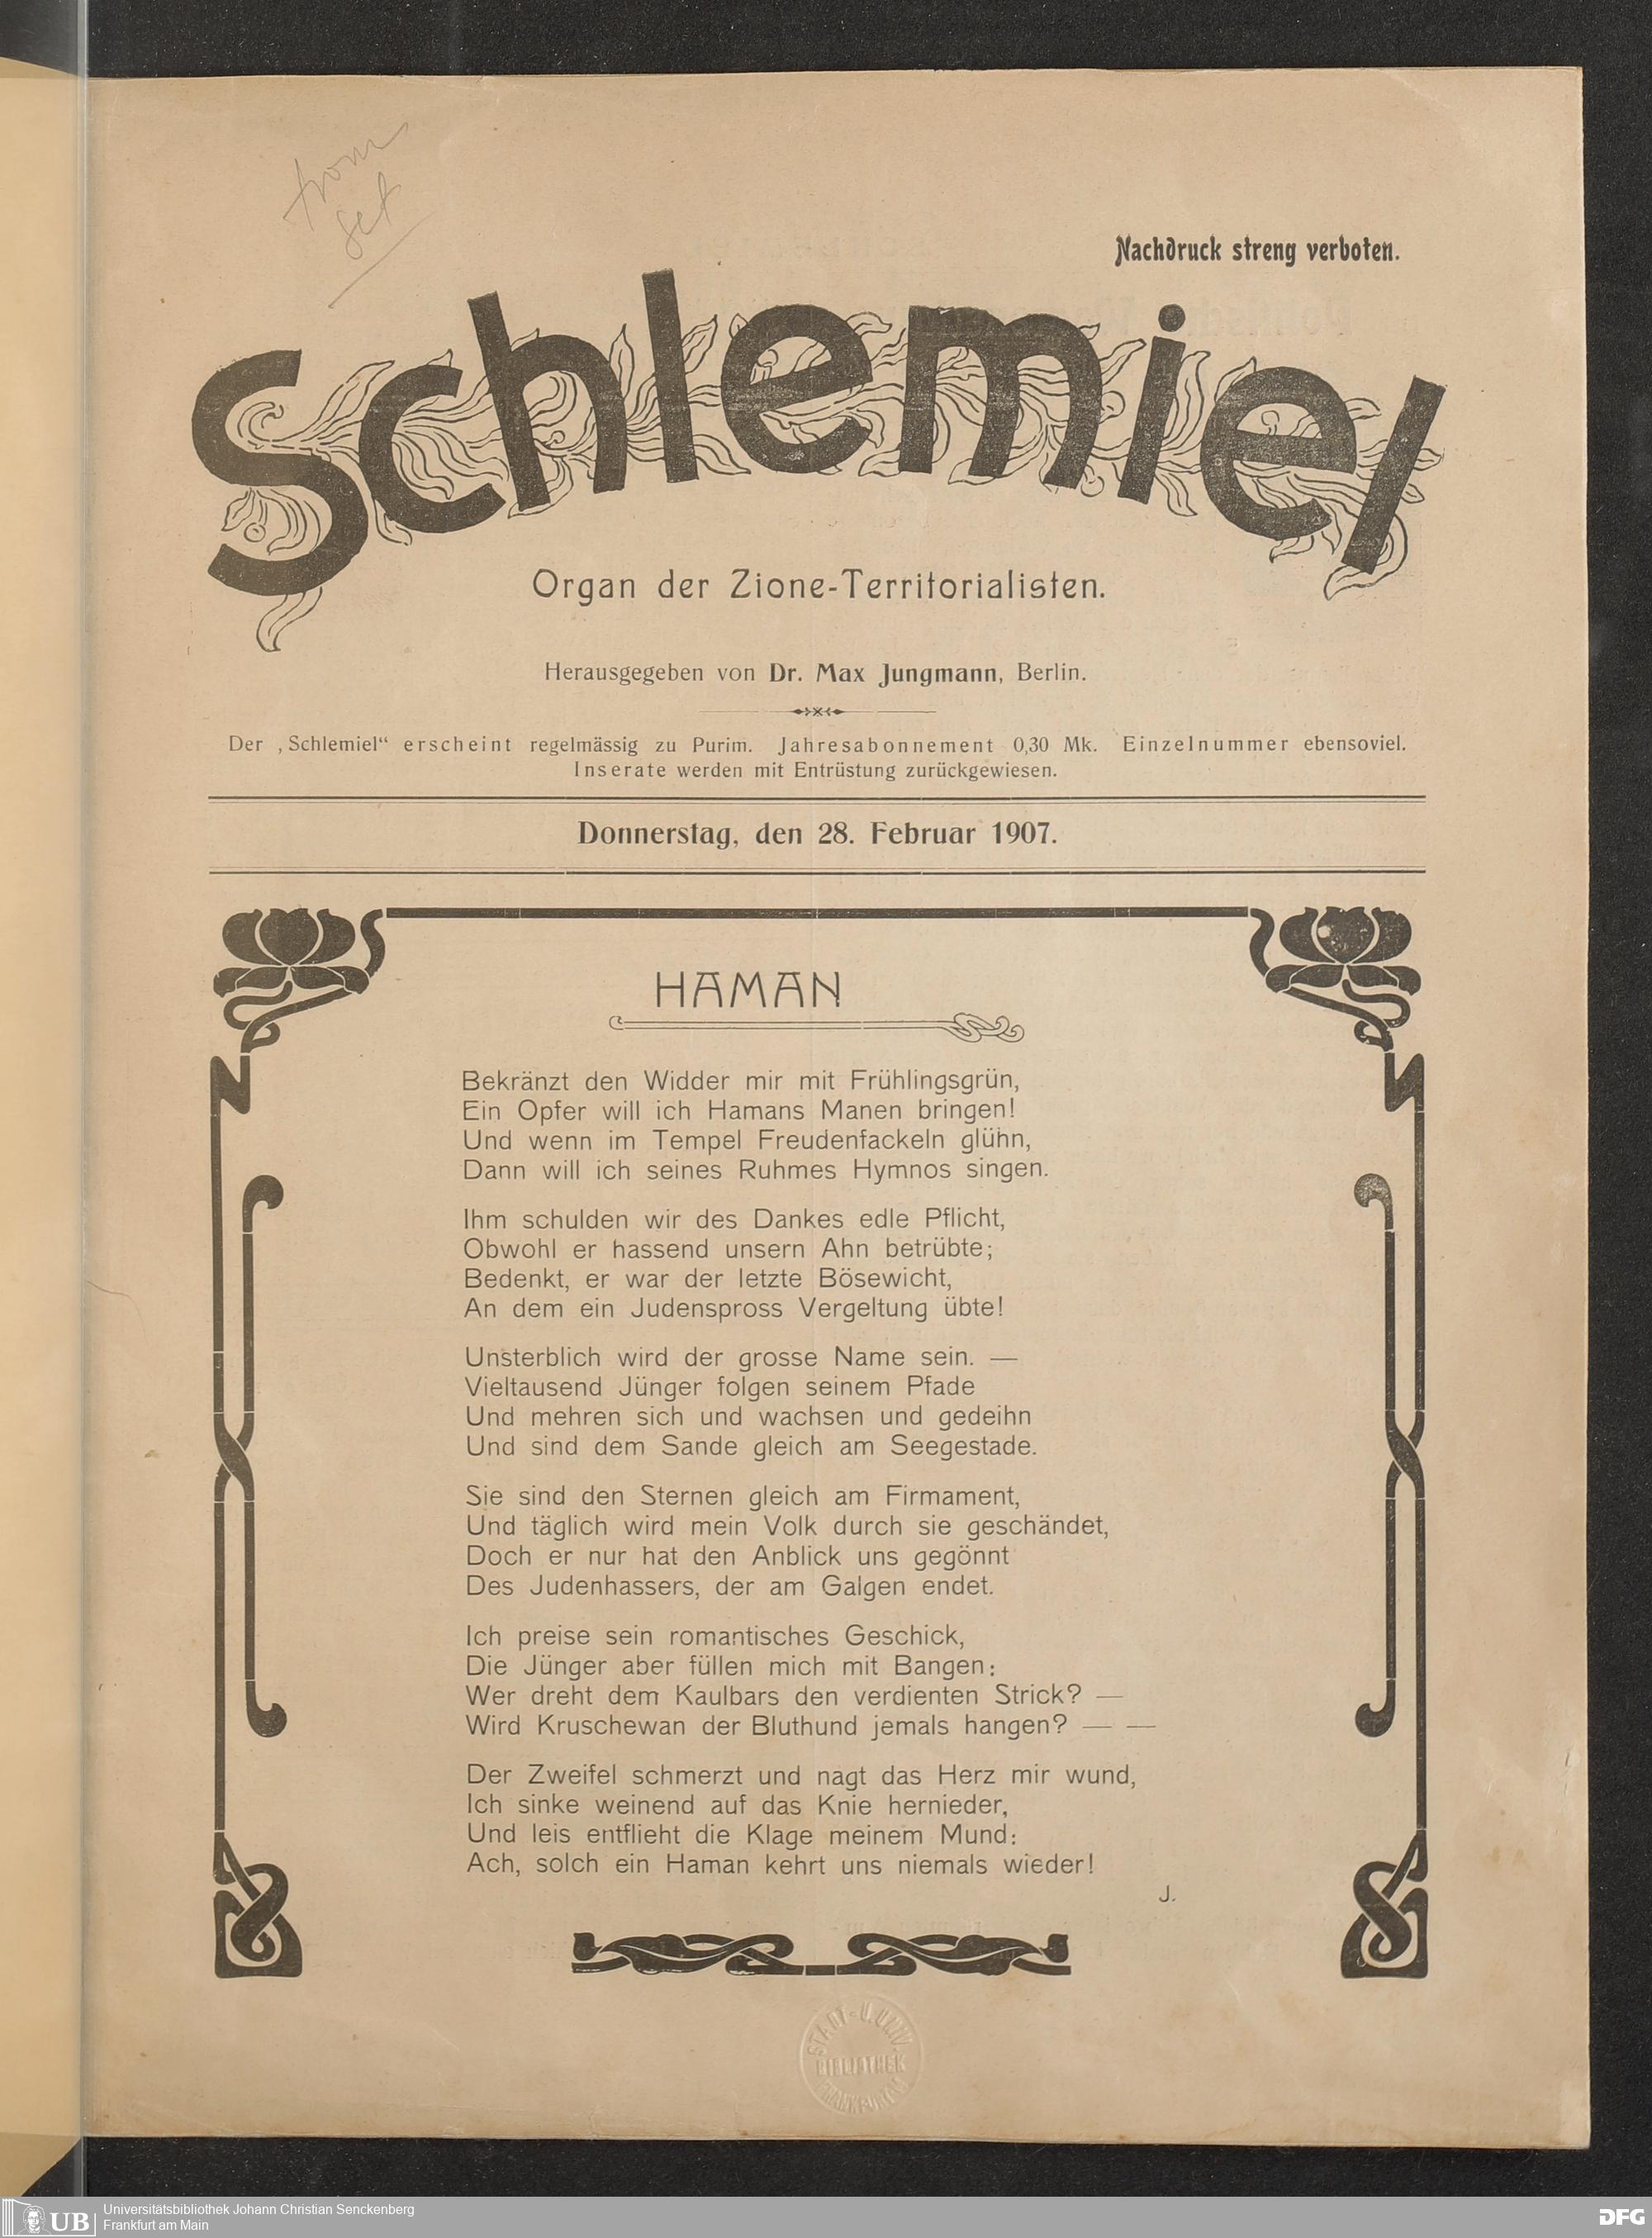 from
set
Nachdruck streng verboten.
Schlemiel
Organ der Zione-Territorialisten.
Herausgegeben von Dr. Max Jungmann, Berlin.
Der „Schlemiel“ erscheint regelmässig zu Purim. Jahresabonnement 0,30 Mk. Einzelnummer ebensoviel.
Inserate werden mit Entrüstung zurückgewiesen.
Donnerstag, den 28. Februar 1907.
HAMAN
Bekränzt den Widder mir mit Frühlingsgrün,
Ein Opfer will ich Hamans Manen bringen!
Und wenn im Tempel Freudenfackeln glühn,
Dann will ich seines Ruhmes Hymnos singen.
Ihm schulden wir des Dankes edle Pflicht,
Obwohl er hassend unsern Ahn betrübte;
Bedenkt, er war der letzte Bösewicht,
An dem ein Judenspross Vergeltung übte!
Unsterblich wird der grosse Name sein. —
Vieltausend Jünger folgen seinem Pfade
Und mehren sich und wachsen und gedeihn
Und sind dem Sande gleich am Seegestade.
Sie sind den Sternen gleich am Firmament,
Und täglich wird mein Volk durch sie geschändet,
Doch er nur hat den Anblick uns gegönnt
Des Judenhassers, der am Galgen endet.
Ich preise sein romantisches Geschick,
Die Jünger aber füllen mich mit Bangen:
Wer dreht dem Kaulbars den verdienten Strick? —
Wird Kruschewan der Bluthund jemals hangen? — —
Der Zweifel schmerzt und nagt das Herz mir wund,
Ich sinke weinend auf das Knie hernieder,
Und leis entflieht die Klage meinem Mund:
Ach, solch ein Haman kehrt uns niemals wieder!
J.
STADT- U. UNIV.
BIBLIOTHEK
UB
Universitätsbibliothek Johann Christian Senckenberg
Frankfurt am Main
DFG